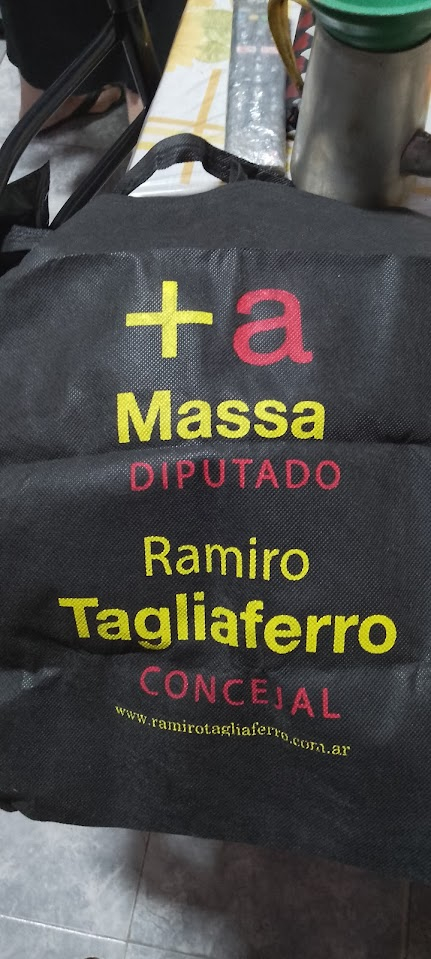 +a
Massa
DIPUTADO
Ramiro
Tagliaferro
CONCEJAL
www.ramirotagliaferro.com.ar